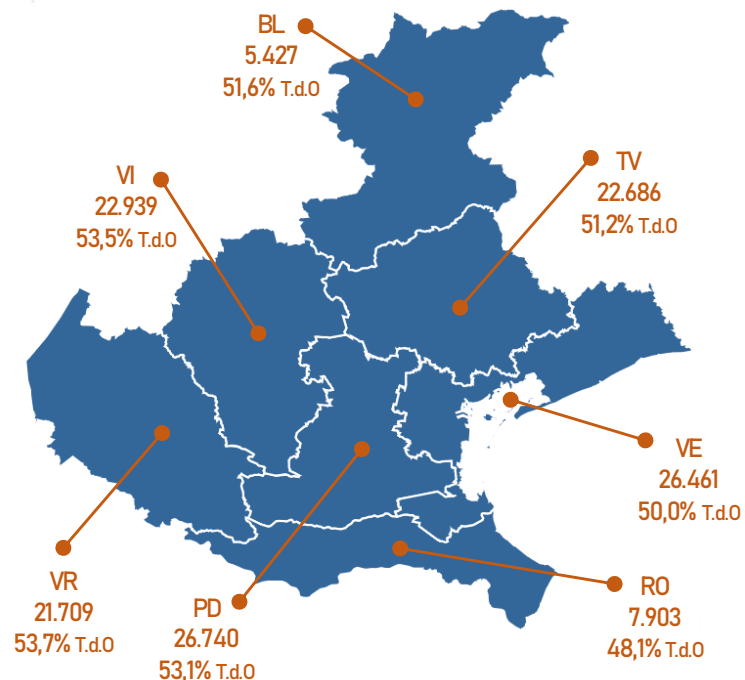 BL
5.427
51,6% T.d.O
TV
22.686
51,2% T.d.O
VI
22.939
53,5% T.d.O
VE
26.461
50,0% T.d.O
VR
21.709
53,7% T.d.O
PD
26.740
53,1% T.d.O
RO
7.903
48,1% T.d.O